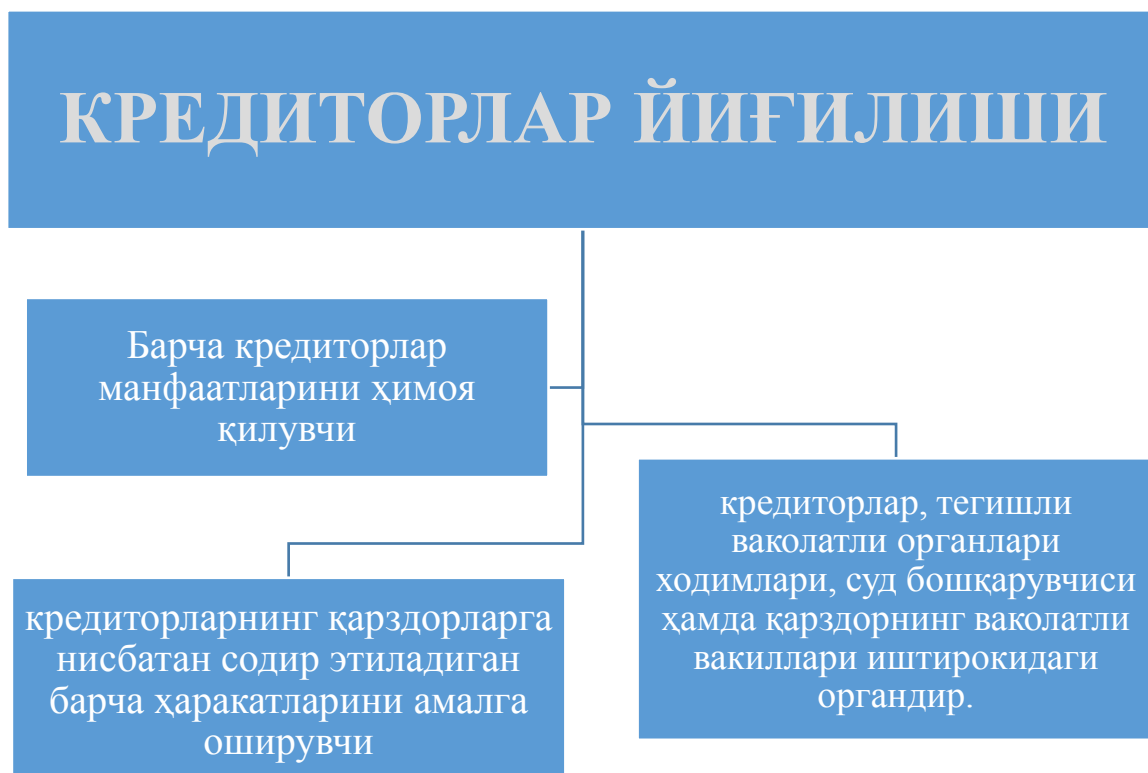 КРЕДИТОРЛАР ЙИҒИЛИШИ
Барча кредиторлар
манфаатларини ҳимоя
қилувчи
кредиторларнинг қарздорларга
нисбатан содир этиладиган
барча ҳаракатларини амалга
оширувчи
кредиторлар, тегишли
ваколатли органлари
ходимлари, суд бошқарувчиси
ҳамда қарздорнинг ваколатли
вакиллари иштирокидаги
органдир.